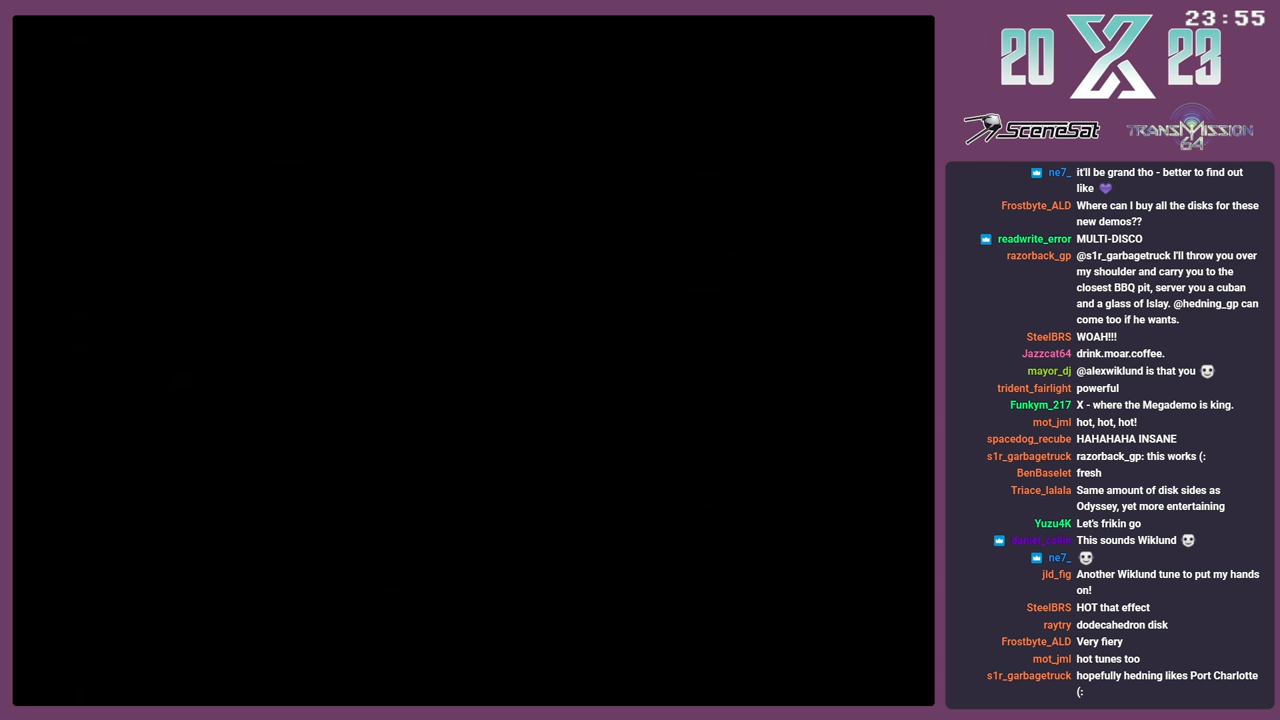 23:55
20 X 23
SceneSat
TRANSMISSION
64
ne7_ it'll be grand tho - better to find out
like
Frostbyte_ALD Where can I buy all the disks for these
new demos??
readwrite_error MULTI-DISCO
razorback_gp @s1r_garbagetruck I'll throw you over
my shoulder and carry you to the
closest BBQ pit, server you a cuban
and a glass of Islay. @hedning_gp can
come too if he wants.
SteelBRS WOAH!!!
Jazzcat64 drink.moar.coffee.
mayor_dj @alexwiklund is that you
trident_fairlight powerful
Funkym_217 X - where the Megademo is king.
mot_jml hot, hot, hot!
spacedog_recube HAHAHAHA INSANE
s1r_garbagetruck razorback_gp: this works (:
BenBaselet fresh
Triace_lalala Same amount of disk sides as
Odyssey, yet more entertaining
Yuzu4K Let's frikin go
daniel_collin This sounds Wiklund
ne7_
jld_fig Another Wiklund tune to put my hands
on!
SteelBRS HOT that effect
raytry dodecahedron disk
Frostbyte_ALD Very fiery
mot_jml hot tunes too
s1r_garbagetruck hopefully hedning likes Port Charlotte
(: